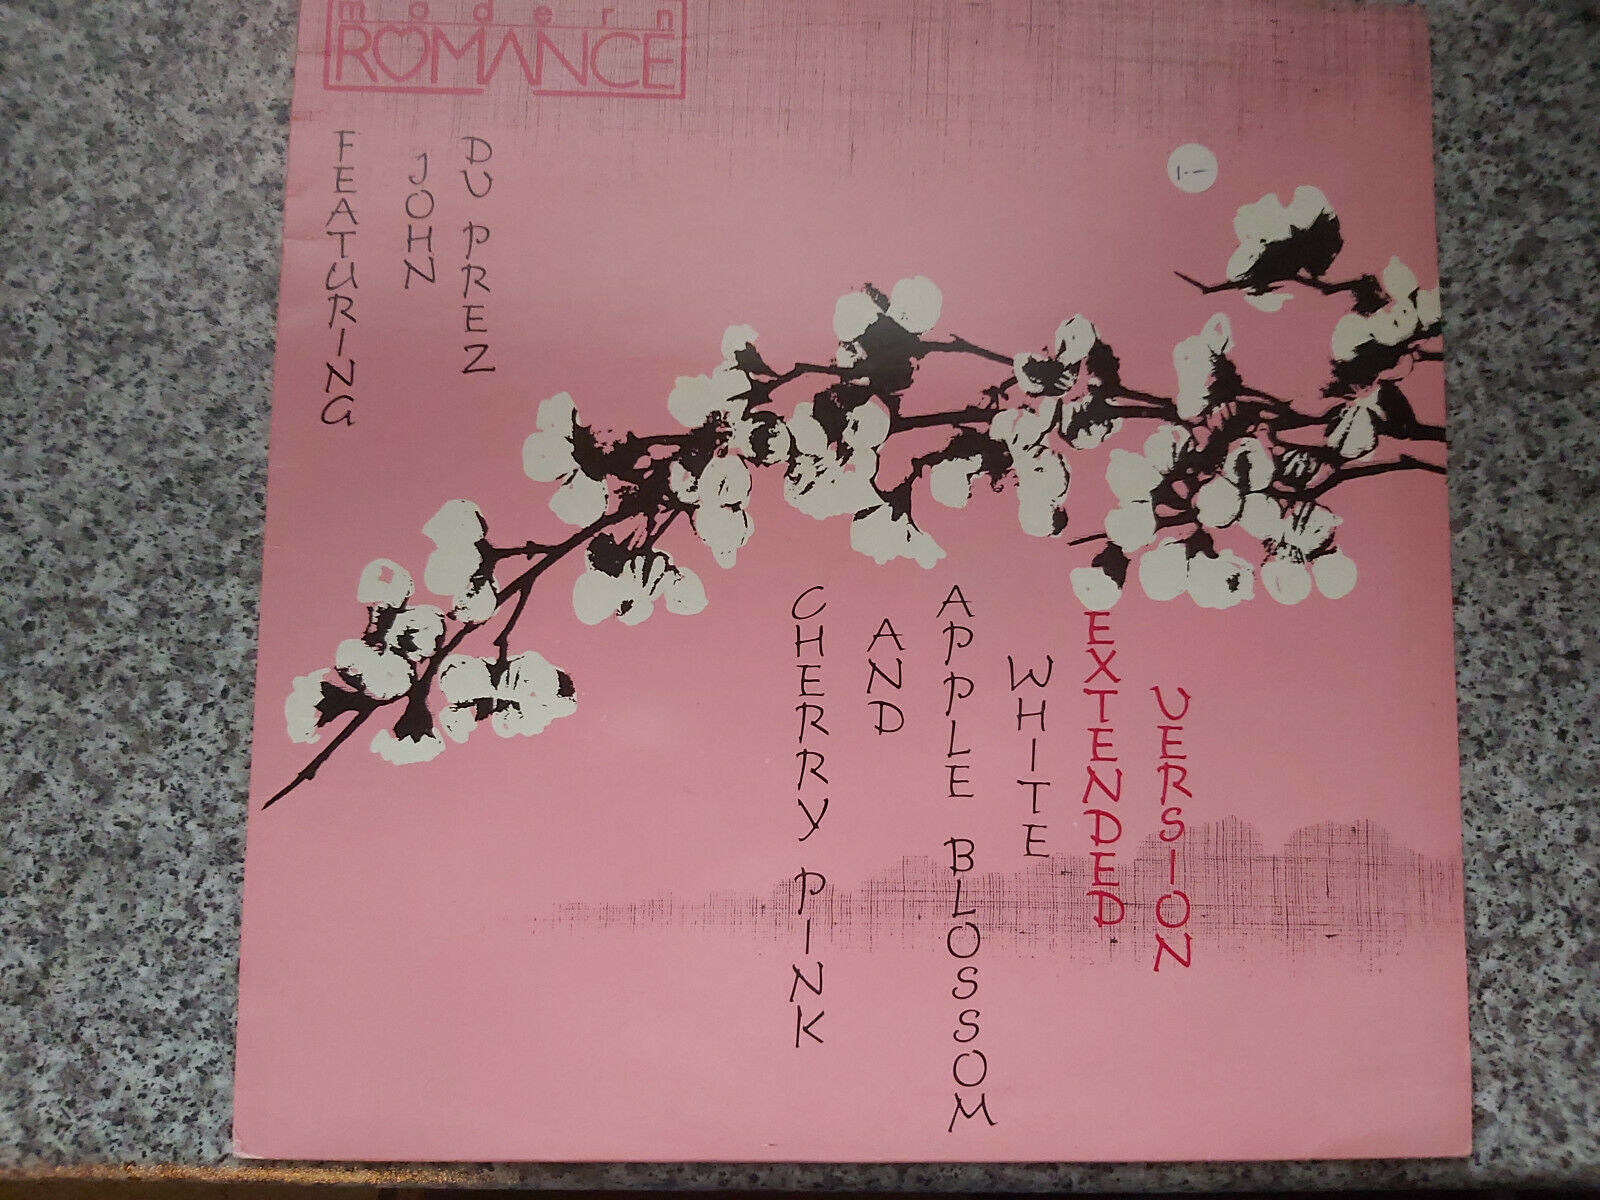 modern
ROMANCE
FEATURING
JOHN
DU PREZ
CHERRY PINK
AND
APPLE BLOSSOM
WHITE
EXTENDED
VERSION